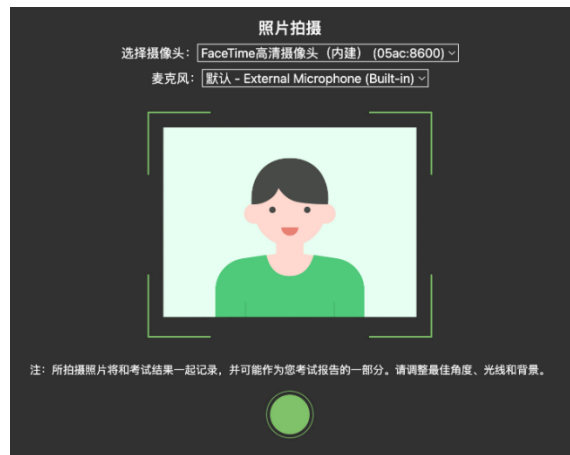 照片拍摄
选择摄像头: FaceTime高清摄像头（内建） (05ac:8600)
麦克风: 默认 - External Microphone (Built-in)
注：所拍摄照片将和考试结果一起记录，并可能作为您考试报告的一部分。请调整最佳角度、光线和背景。